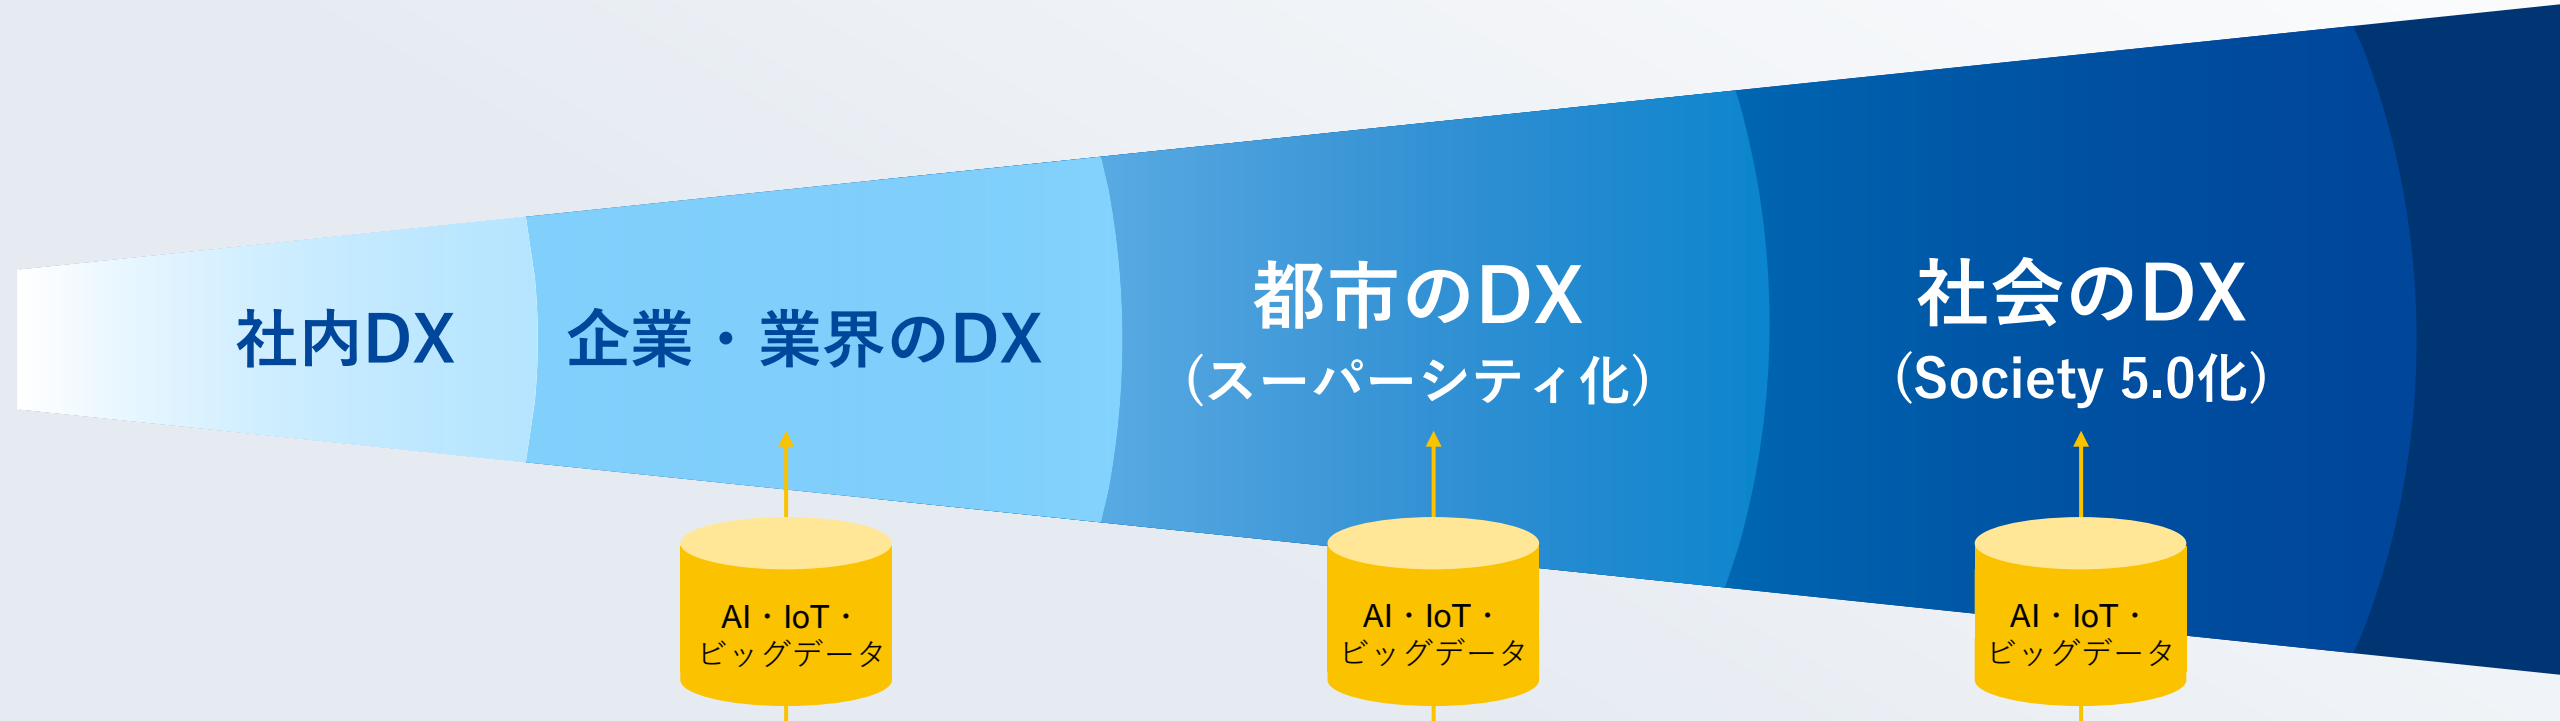 社内DX
企業・業界のDX
都市のDX
(スーパーシティ化)
社会のDX
(Society 5.0化)
AI・IoT・
ビッグデータ
AI・IoT・
ビッグデータ
AI・IoT・
ビッグデータ